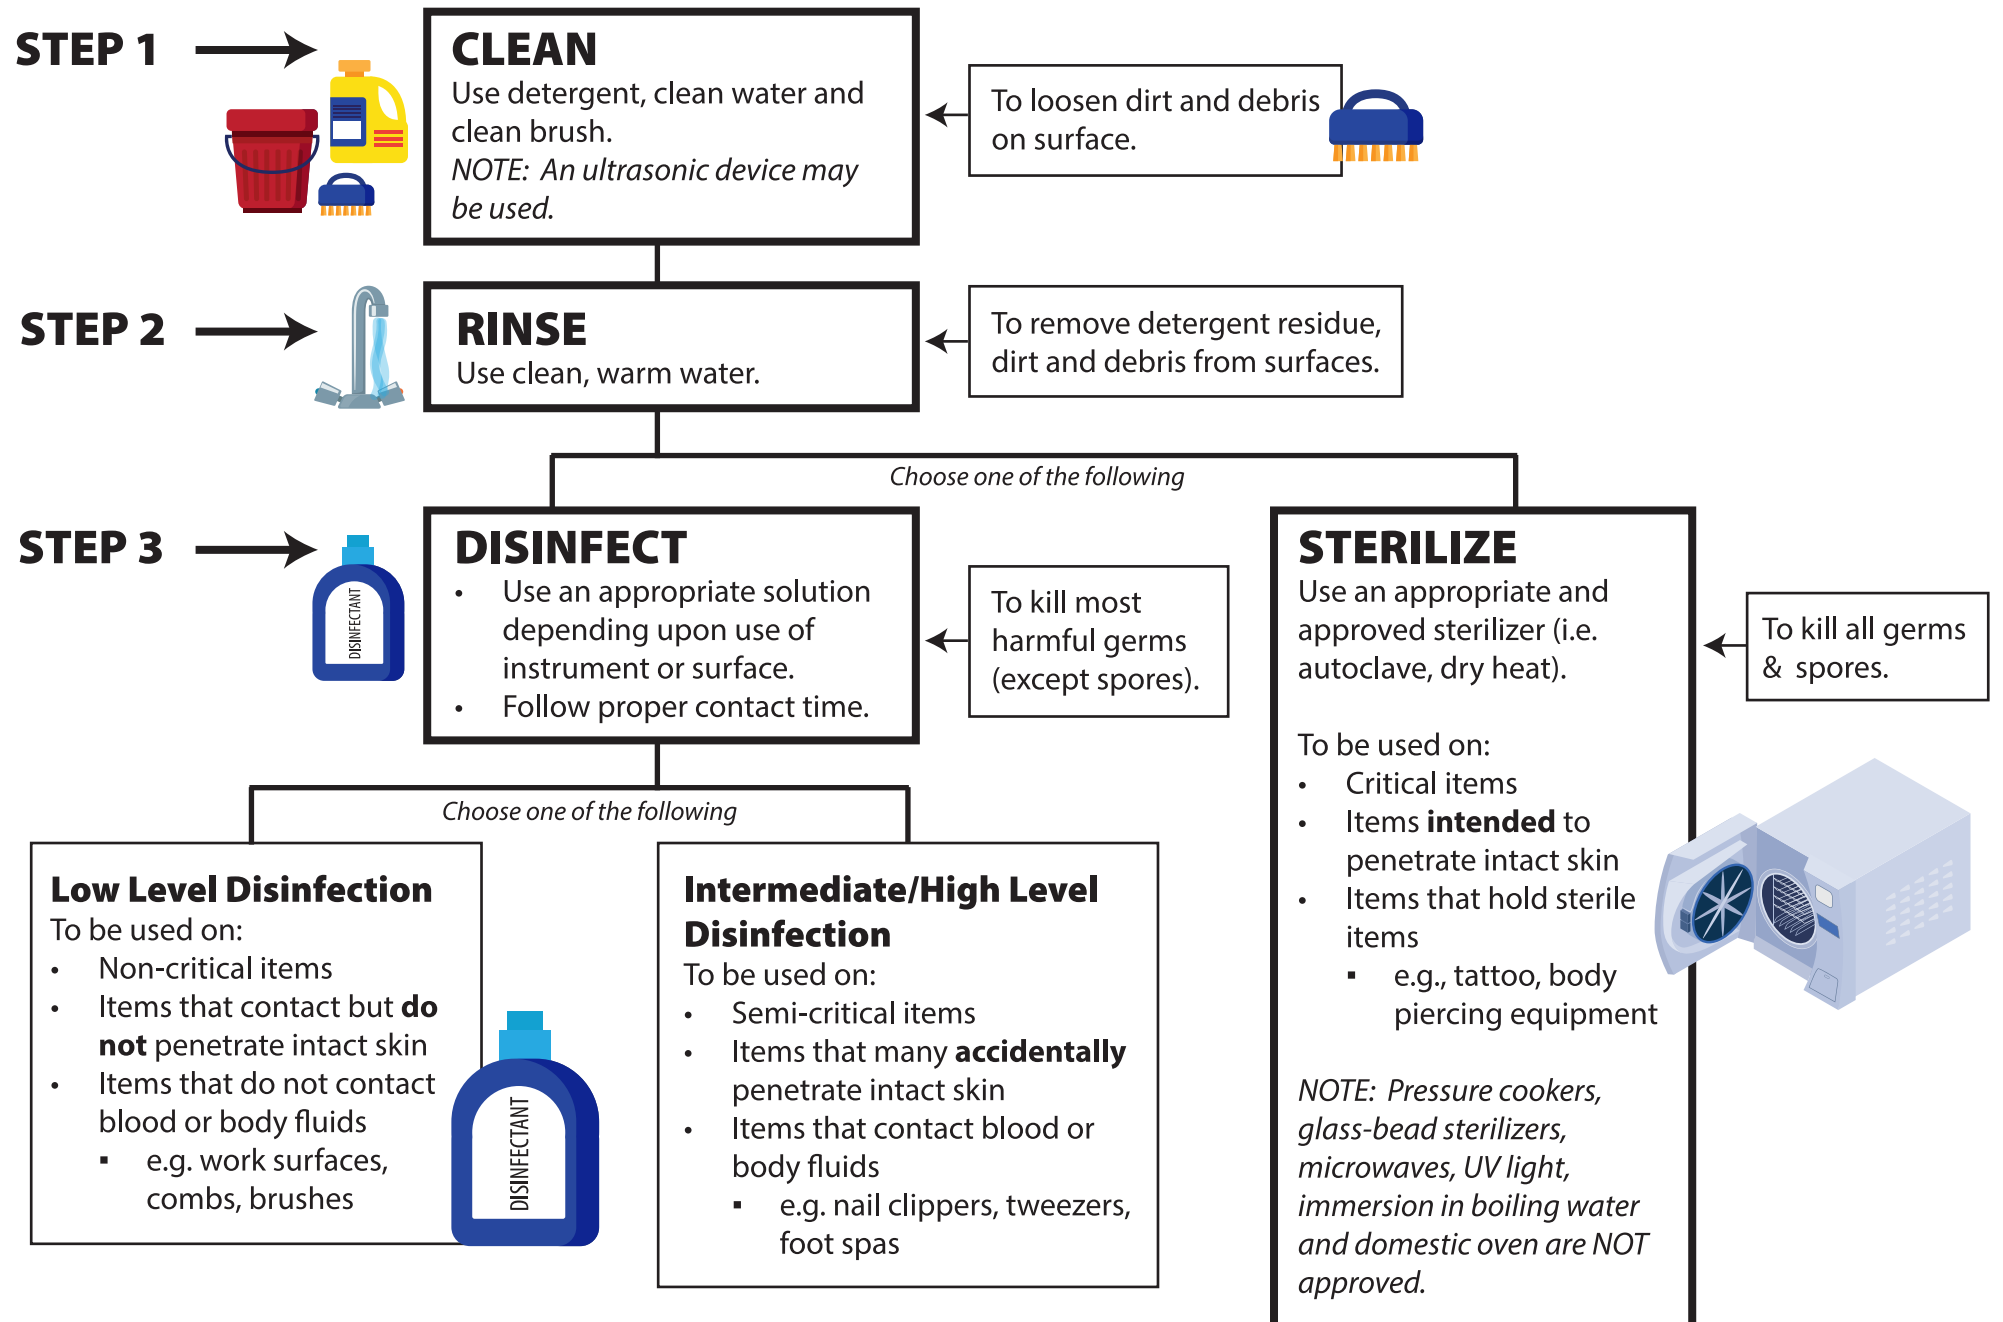 STEP 1
CLEAN
Use detergent, clean water and
clean brush.
NOTE: An ultrasonic device may
be used.
To loosen dirt and debris
on surface.
STEP 2
RINSE
Use clean, warm water.
To remove detergent residue,
dirt and debris from surfaces.
Choose one of the following
STEP 3
DISINFECTANT
DISINFECT
• Use an appropriate solution
depending upon use of
instrument or surface.
• Follow proper contact time.
To kill most
harmful germs
(except spores).
STERILIZE
Use an appropriate and
approved sterilizer (i.e.
autoclave, dry heat).
To be used on:
• Critical items
• Items intended to
penetrate intact skin
• Items that hold sterile
items
▪ e.g., tattoo, body
piercing equipment
NOTE: Pressure cookers,
glass-bead sterilizers,
microwaves, UV light,
immersion in boiling water
and domestic oven are NOT
approved.
To kill all germs
& spores.
Choose one of the following
Low Level Disinfection
To be used on:
• Non-critical items
• Items that contact but do
not penetrate intact skin
• Items that do not contact
blood or body fluids
▪ e.g. work surfaces,
combs, brushes
DISINFECTANT
Intermediate/High Level
Disinfection
To be used on:
• Semi-critical items
• Items that many accidentally
penetrate intact skin
• Items that contact blood or
body fluids
▪ e.g. nail clippers, tweezers,
foot spas